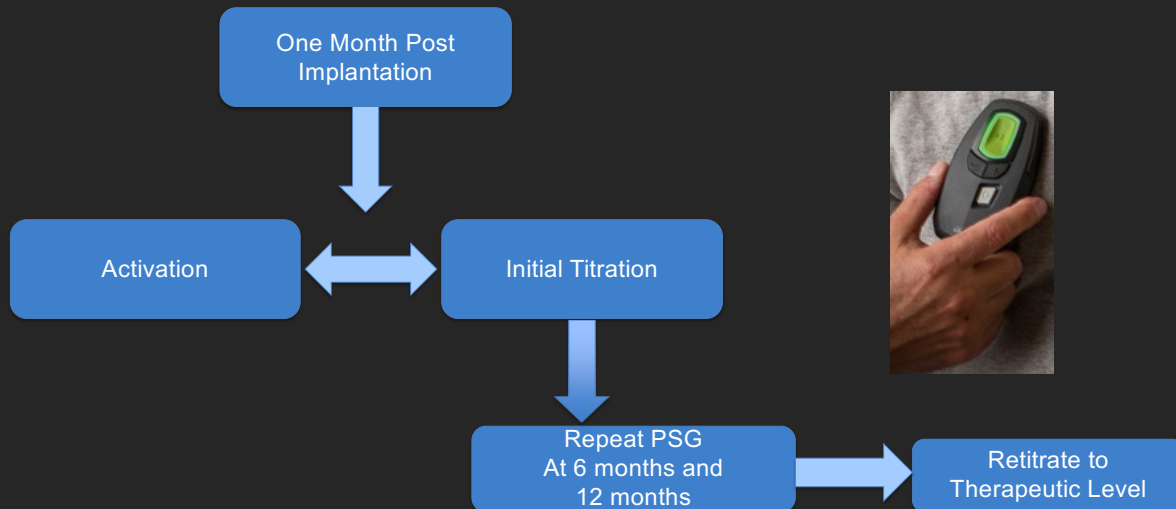 One Month Post
Implantation
Activation
Initial Titration
Repeat PSG
At 6 months and
12 months
Retitrate to
Therapeutic Level